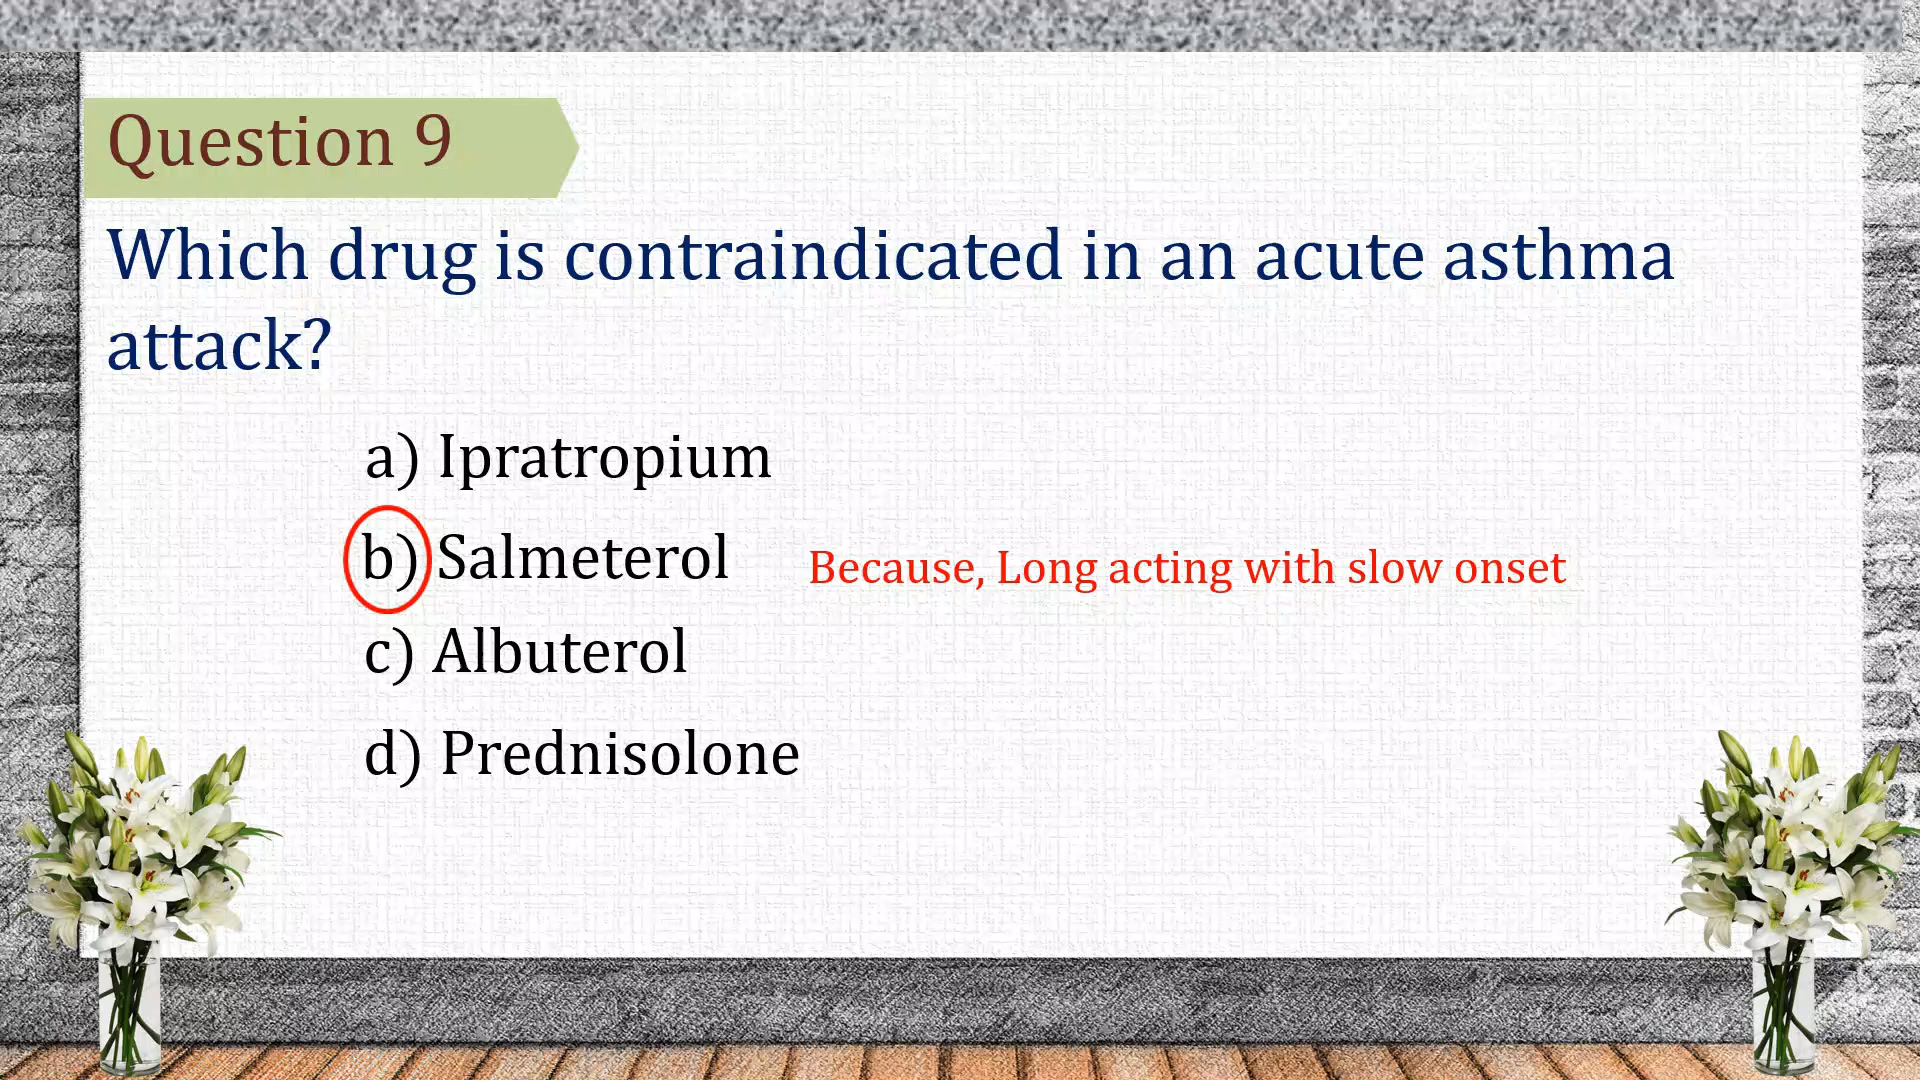 Question 9
Which drug is contraindicated in an acute asthma
attack?
a) Ipratropium
b) Salmeterol Because, Long acting with slow onset
c) Albuterol
d) Prednisolone